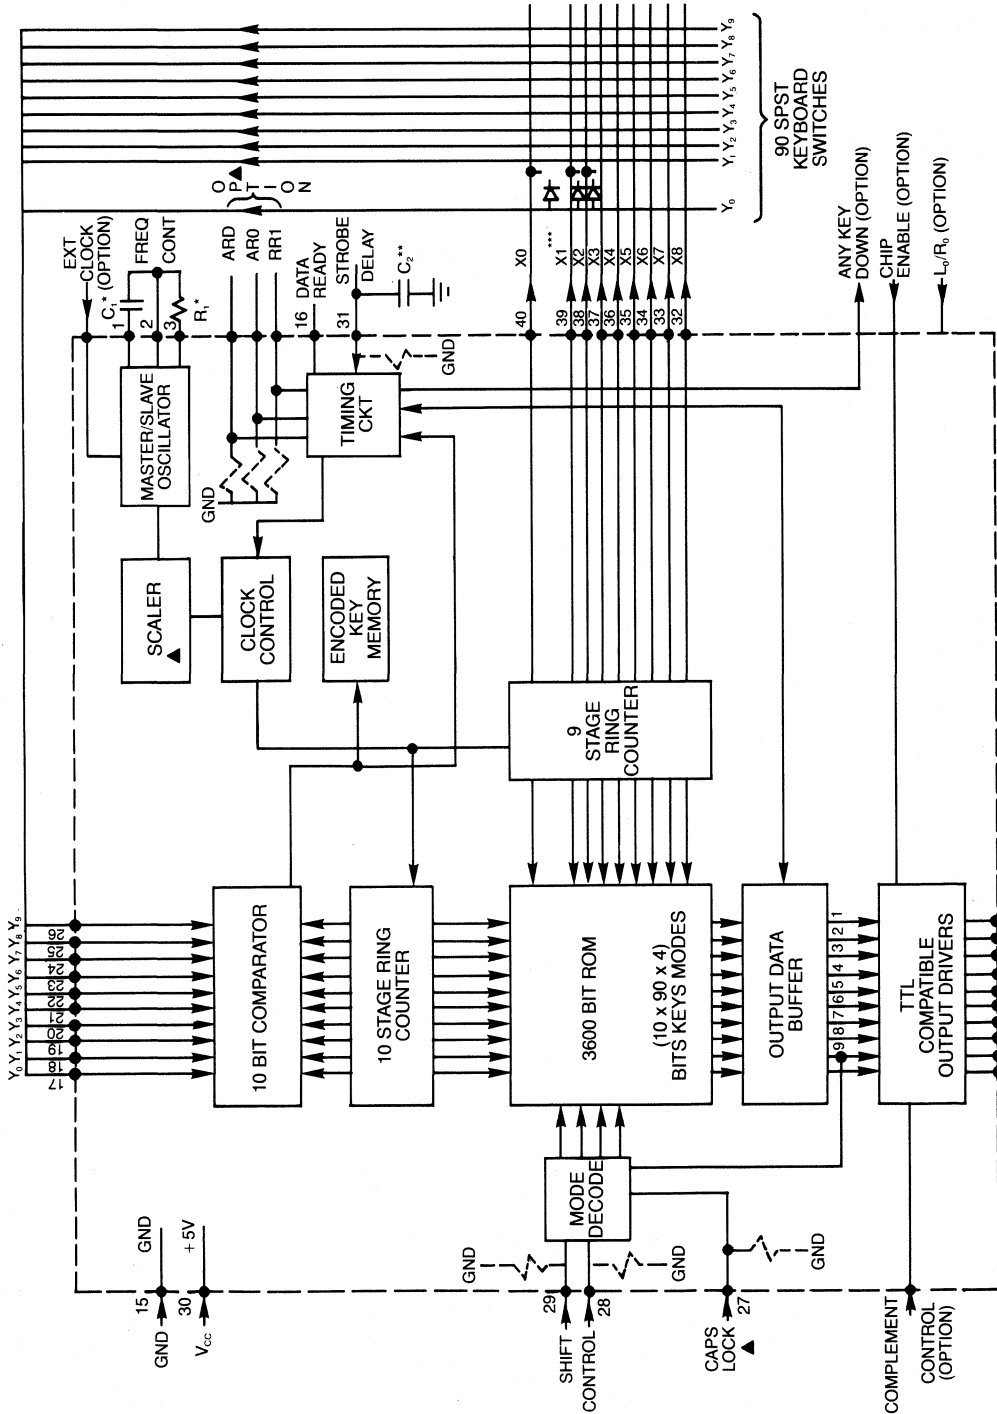 Y₉
Y₈
Y₇
Y₆
Y₅
Y₄
Y₃
Y₂
Y₁
Y₀
90 SPST
KEYBOARD
SWITCHES
OPTION
▲
EXT
CLOCK
(OPTION)
C₁*
FREQ
CONT
R₁*
1
2
3
ARD
AR0
RR1
16
DATA
READY
31
STROBE
DELAY
C₂**
GND
***
X0
X1
X2
X3
X4
X5
X6
X7
X8
40
39
38
37
36
35
34
33
32
ANY KEY
DOWN (OPTION)
CHIP
ENABLE (OPTION)
L₀/R₀ (OPTION)
MASTER/SLAVE
OSCILLATOR
TIMING
CKT
GND
SCALER
▲
CLOCK
CONTROL
ENCODED
KEY
MEMORY
9
STAGE
RING
COUNTER
Y₀ Y₁ Y₂ Y₃ Y₄ Y₅ Y₆ Y₇ Y₈ Y₉
17
18
19
20
21
22
23
24
25
26
10 BIT COMPARATOR
10 STAGE RING
COUNTER
3600 BIT ROM
(10 x 90 x 4)
BITS KEYS MODES
OUTPUT DATA
BUFFER
9
8
7
6
5
4
3
2
1
TTL
COMPATIBLE
OUTPUT DRIVERS
MODE
DECODE
GND
GND
GND
15
GND
GND
30
+5V
Vcc
29
SHIFT
28
CONTROL
27
CAPS
LOCK
▲
COMPLEMENT
CONTROL
(OPTION)